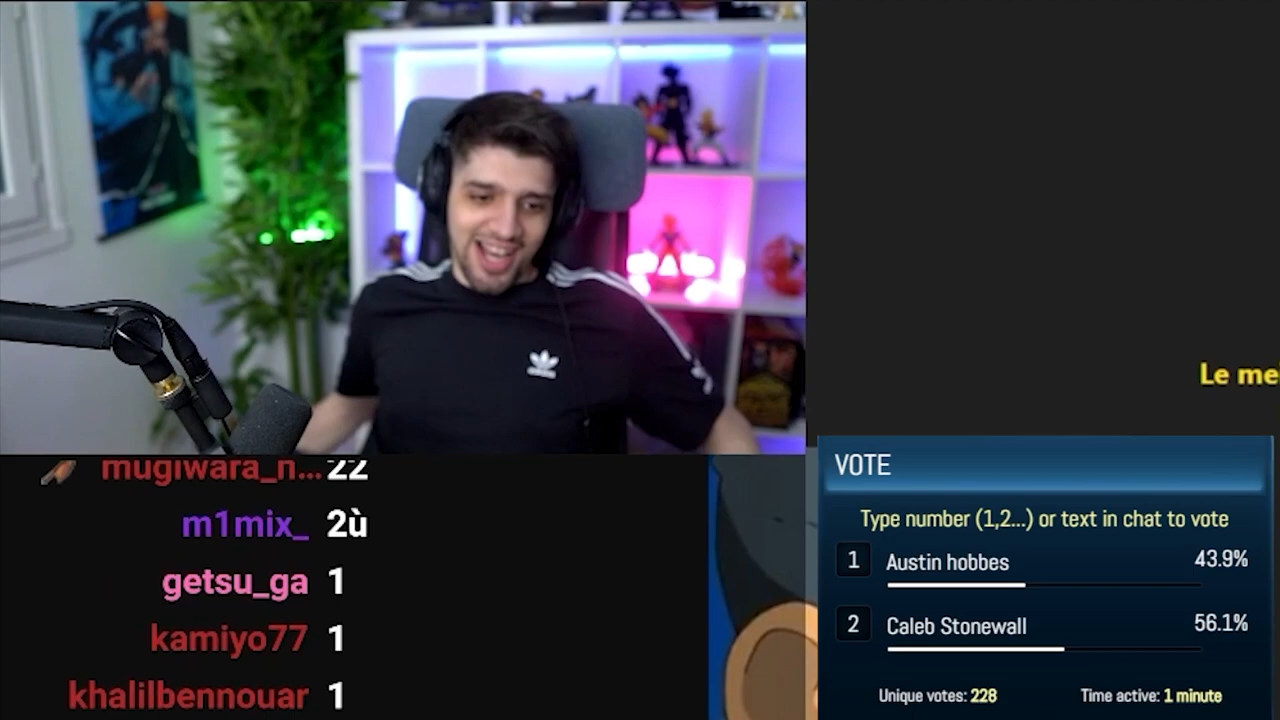 Le me
mugiwara_n... 22
m1mix_ 2ù
getsu_ga 1
kamiyo77 1
khalilbennouar 1
VOTE
Type number (1,2...) or text in chat to vote
1 Austin hobbes 43.9%
2 Caleb Stonewall 56.1%
Unique votes: 228 Time active: 1 minute